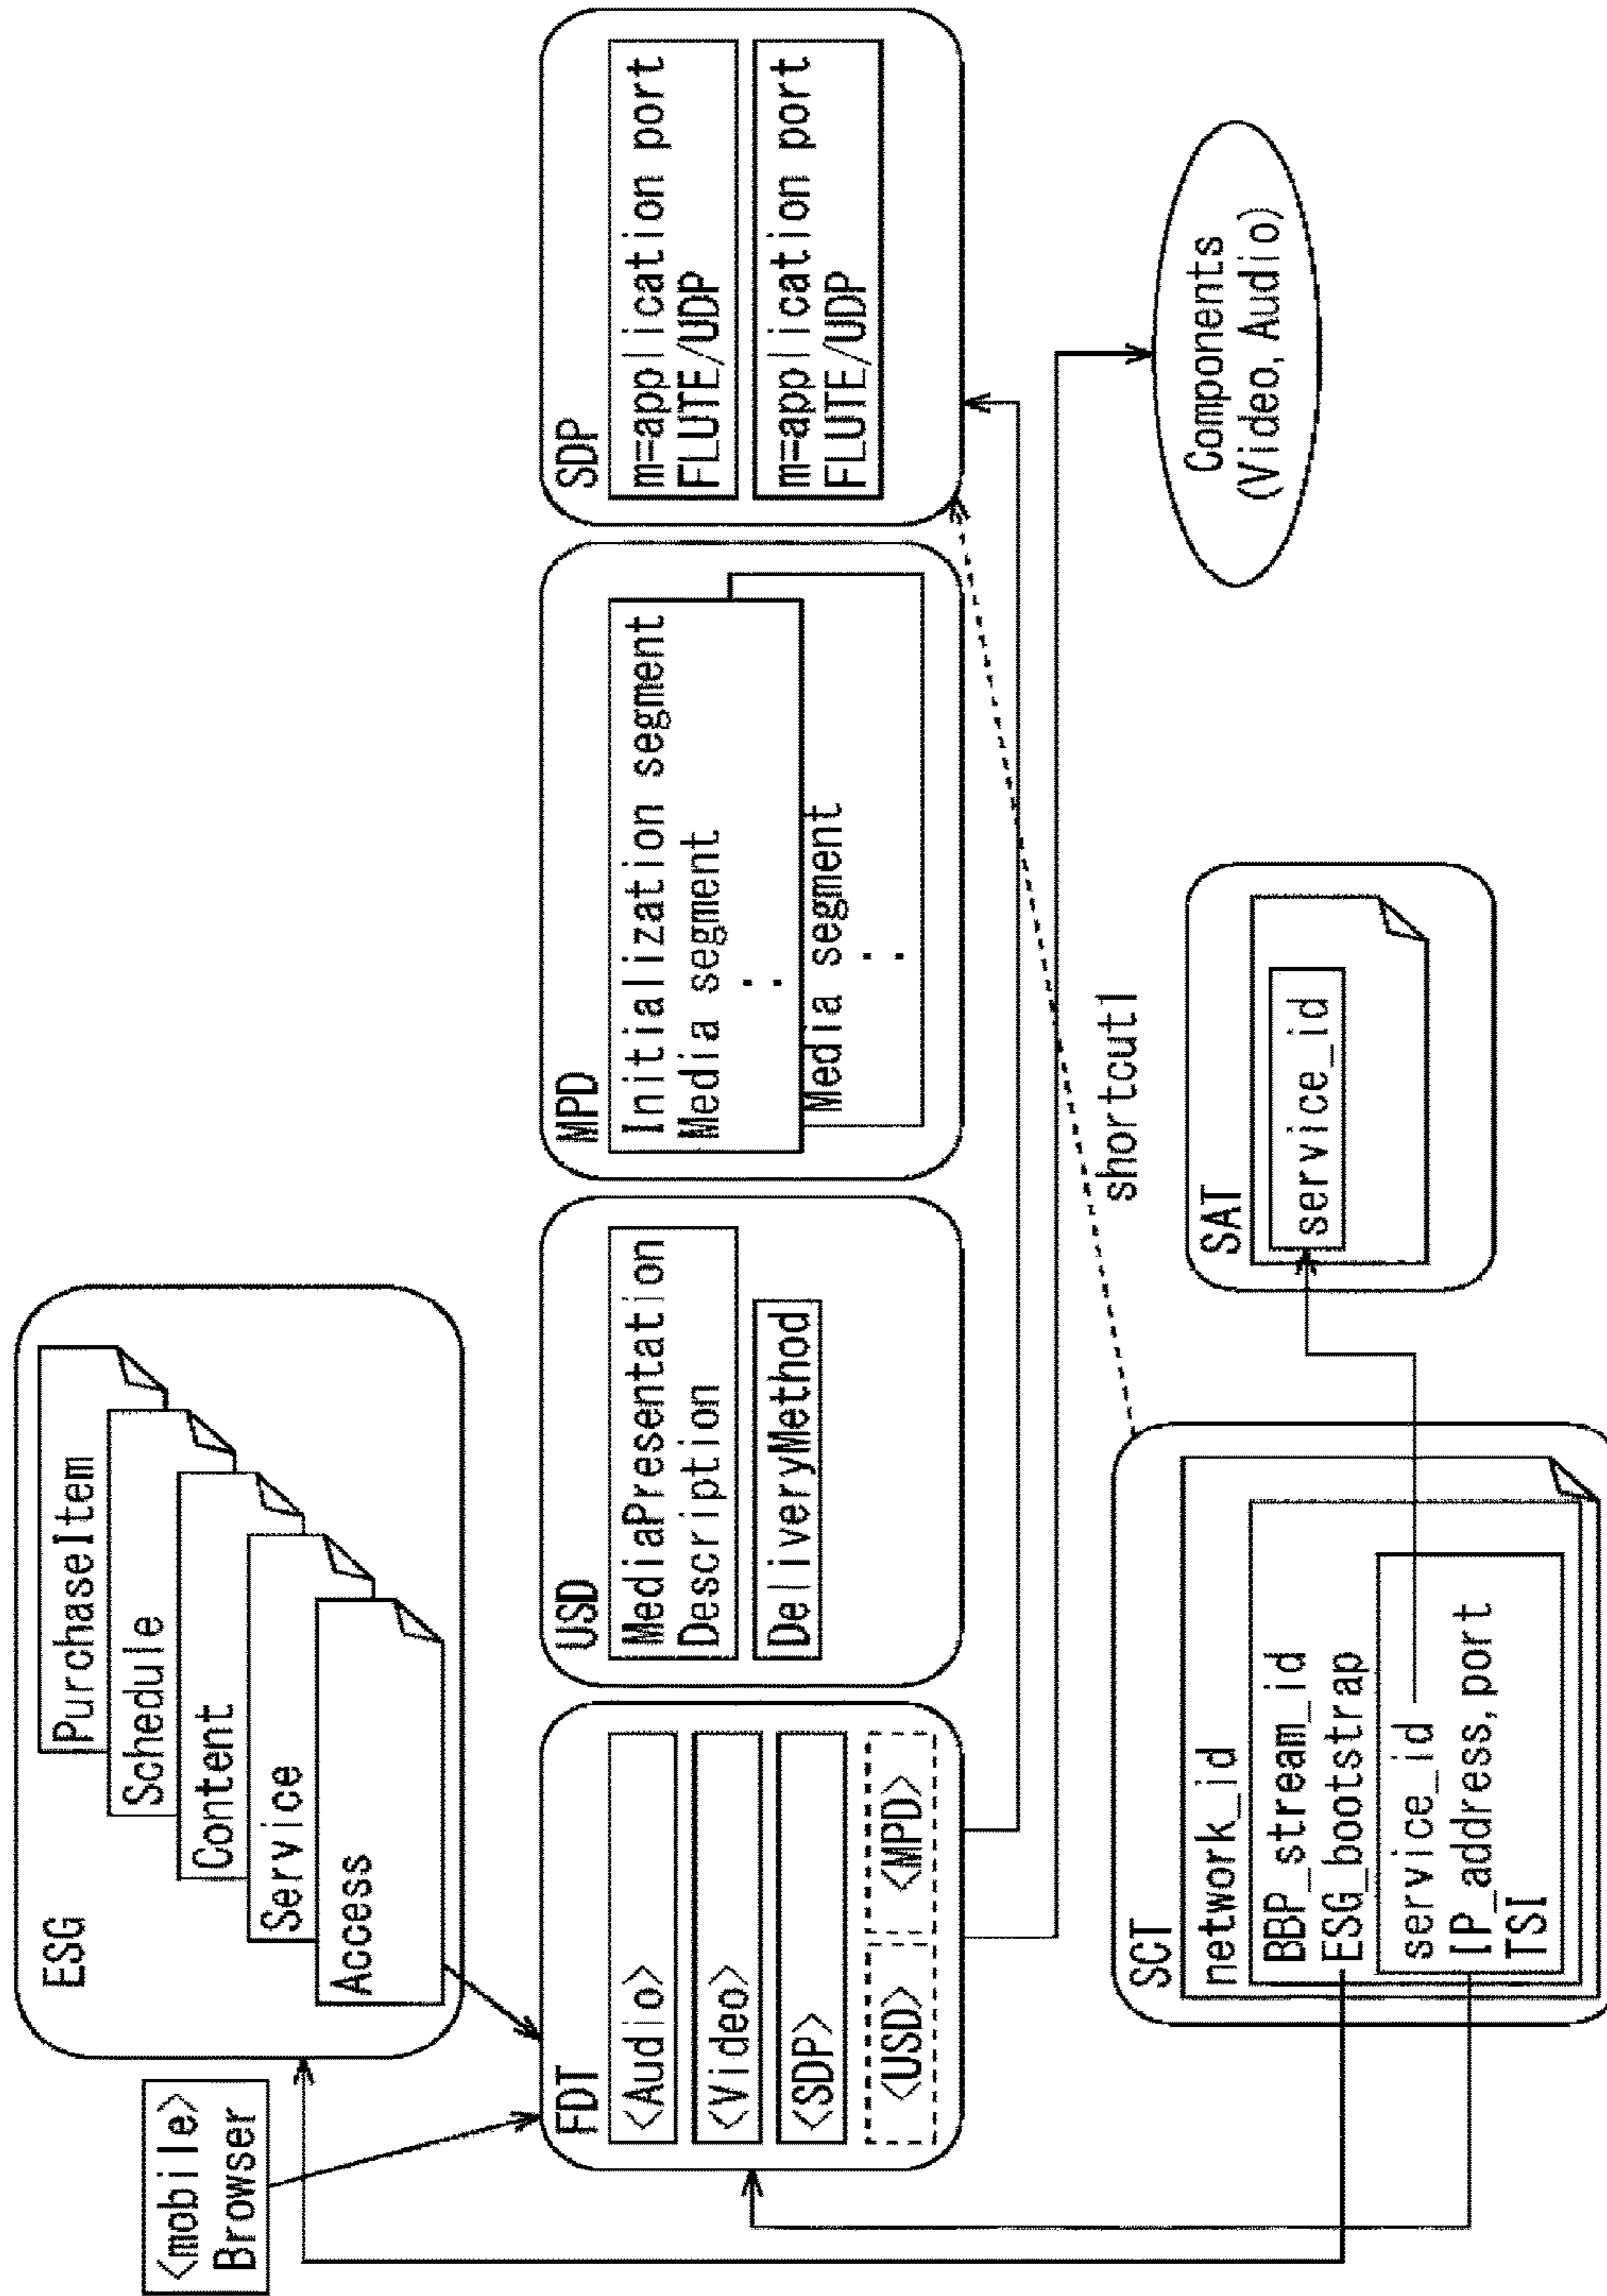 <mobile>
Browser
ESG
PurchaseItem
Schedule
Content
Service
Access
FDT
<Audio>
<Video>
<SDP>
<USD>
<MPD>
USD
MediaPresentation
Description
DeliveryMethod
MPD
Initialization segment
Media segment
:
Media segment
:
SDP
m=application port
FLUTE/UDP
m=application port
FLUTE/UDP
shortcut1
Components
(Video, Audio)
SCT
network_id
BBP_stream_id
ESG_bootstrap
service_id
IP_address, port
TSI
SAT
service_id